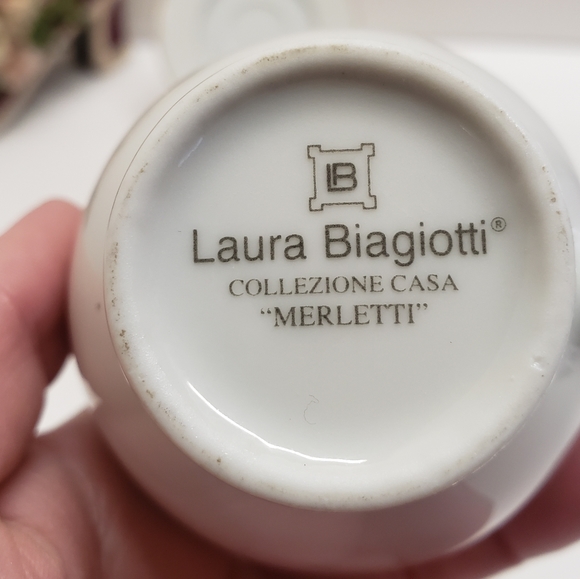 LB
Laura Biagiotti®
COLLEZIONE CASA
“MERLETTI”